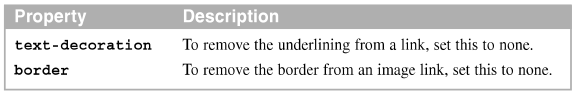 Property Description
text-decoration To remove the underlining from a link, set this to none.
border To remove the border from an image link, set this to none.